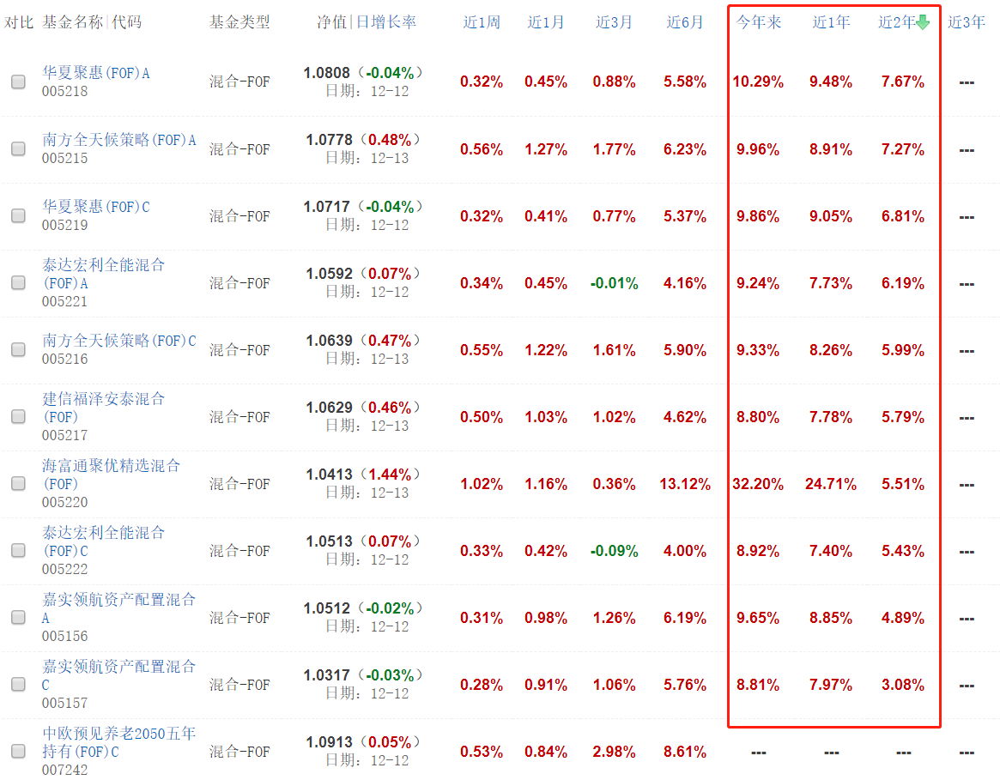 对比 基金名称|代码 基金类型 净值|日增长率 近1周 近1月 近3月 近6月 今年来 近1年 近2年 近3年
华夏聚惠(FOF)A
005218
混合-FOF
1.0808（-0.04%）
日期：12-12
0.32% 0.45% 0.88% 5.58% 10.29% 9.48% 7.67% ---
南方全天候策略(FOF)A
005215
混合-FOF
1.0778（0.48%）
日期：12-13
0.56% 1.27% 1.77% 6.23% 9.96% 8.91% 7.27% ---
华夏聚惠(FOF)C
005219
混合-FOF
1.0717（-0.04%）
日期：12-12
0.32% 0.41% 0.77% 5.37% 9.86% 9.05% 6.81% ---
泰达宏利全能混合
(FOF)A
005221
混合-FOF
1.0592（0.07%）
日期：12-12
0.34% 0.45% -0.01% 4.16% 9.24% 7.73% 6.19% ---
南方全天候策略(FOF)C
005216
混合-FOF
1.0639（0.47%）
日期：12-13
0.55% 1.22% 1.61% 5.90% 9.33% 8.26% 5.99% ---
建信福泽安泰混合
(FOF)
005217
混合-FOF
1.0629（0.46%）
日期：12-13
0.50% 1.03% 1.02% 4.62% 8.80% 7.78% 5.79% ---
海富通聚优精选混合
(FOF)
005220
混合-FOF
1.0413（1.44%）
日期：12-13
1.02% 1.16% 0.36% 13.12% 32.20% 24.71% 5.51% ---
泰达宏利全能混合
(FOF)C
005222
混合-FOF
1.0513（0.07%）
日期：12-12
0.33% 0.42% -0.09% 4.00% 8.92% 7.40% 5.43% ---
嘉实领航资产配置混合
A
005156
混合-FOF
1.0512（-0.02%）
日期：12-12
0.31% 0.98% 1.26% 6.19% 9.65% 8.85% 4.89% ---
嘉实领航资产配置混合
C
005157
混合-FOF
1.0317（-0.03%）
日期：12-12
0.28% 0.91% 1.06% 5.76% 8.81% 7.97% 3.08% ---
中欧预见养老2050五年
持有(FOF)C
007242
混合-FOF
1.0913（0.05%）
日期：12-12
0.53% 0.84% 2.98% 8.61% --- --- --- ---